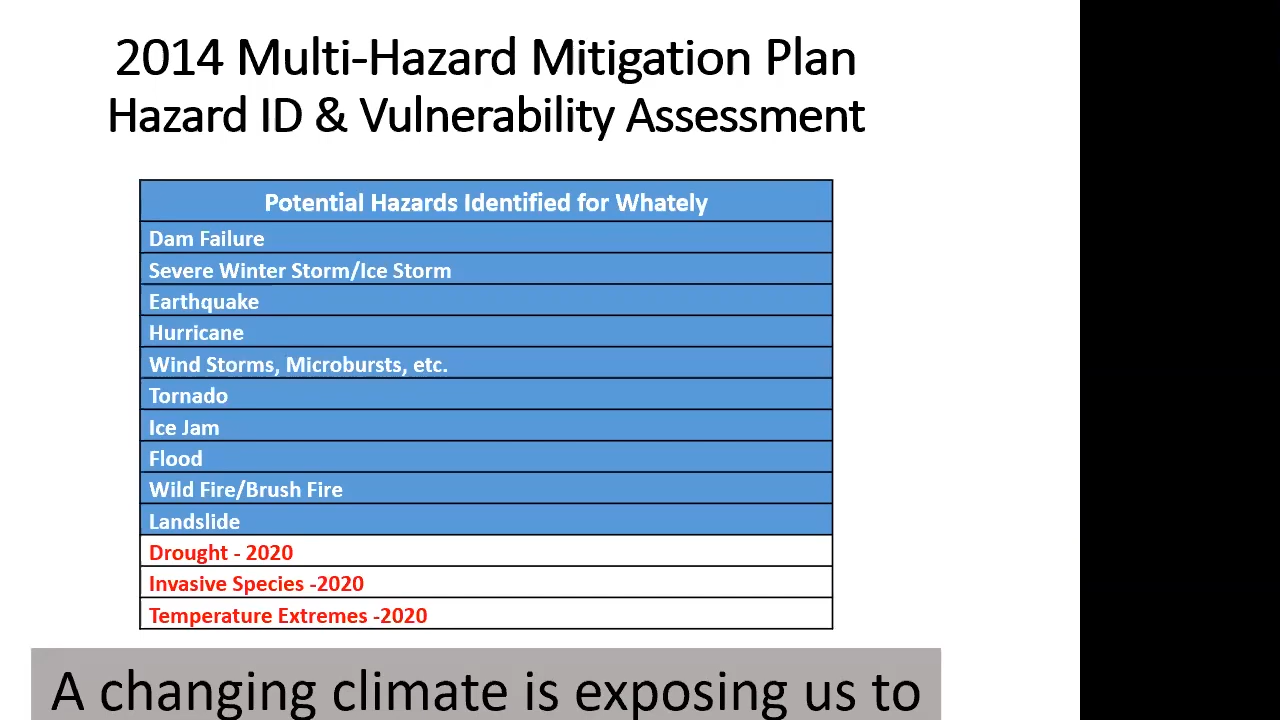 2014 Multi-Hazard Mitigation Plan
Hazard ID & Vulnerability Assessment
Potential Hazards Identified for Whately
Dam Failure
Severe Winter Storm/Ice Storm
Earthquake
Hurricane
Wind Storms, Microbursts, etc.
Tornado
Ice Jam
Flood
Wild Fire/Brush Fire
Landslide
Drought - 2020
Invasive Species -2020
Temperature Extremes -2020
A changing climate is exposing us to